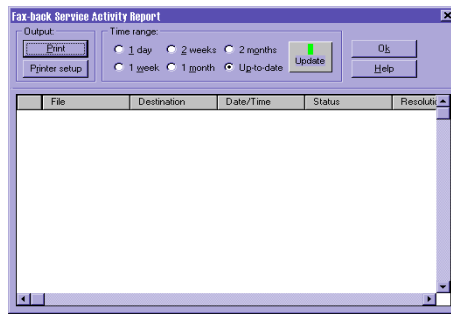 Fax-back Service Activity Report
Output:
Print
Printer setup
Time range:
1 day
2 weeks
2 months
1 week
1 month
Up-to-date
Update
Ok
Help
File
Destination
Date/Time
Status
Resolutio